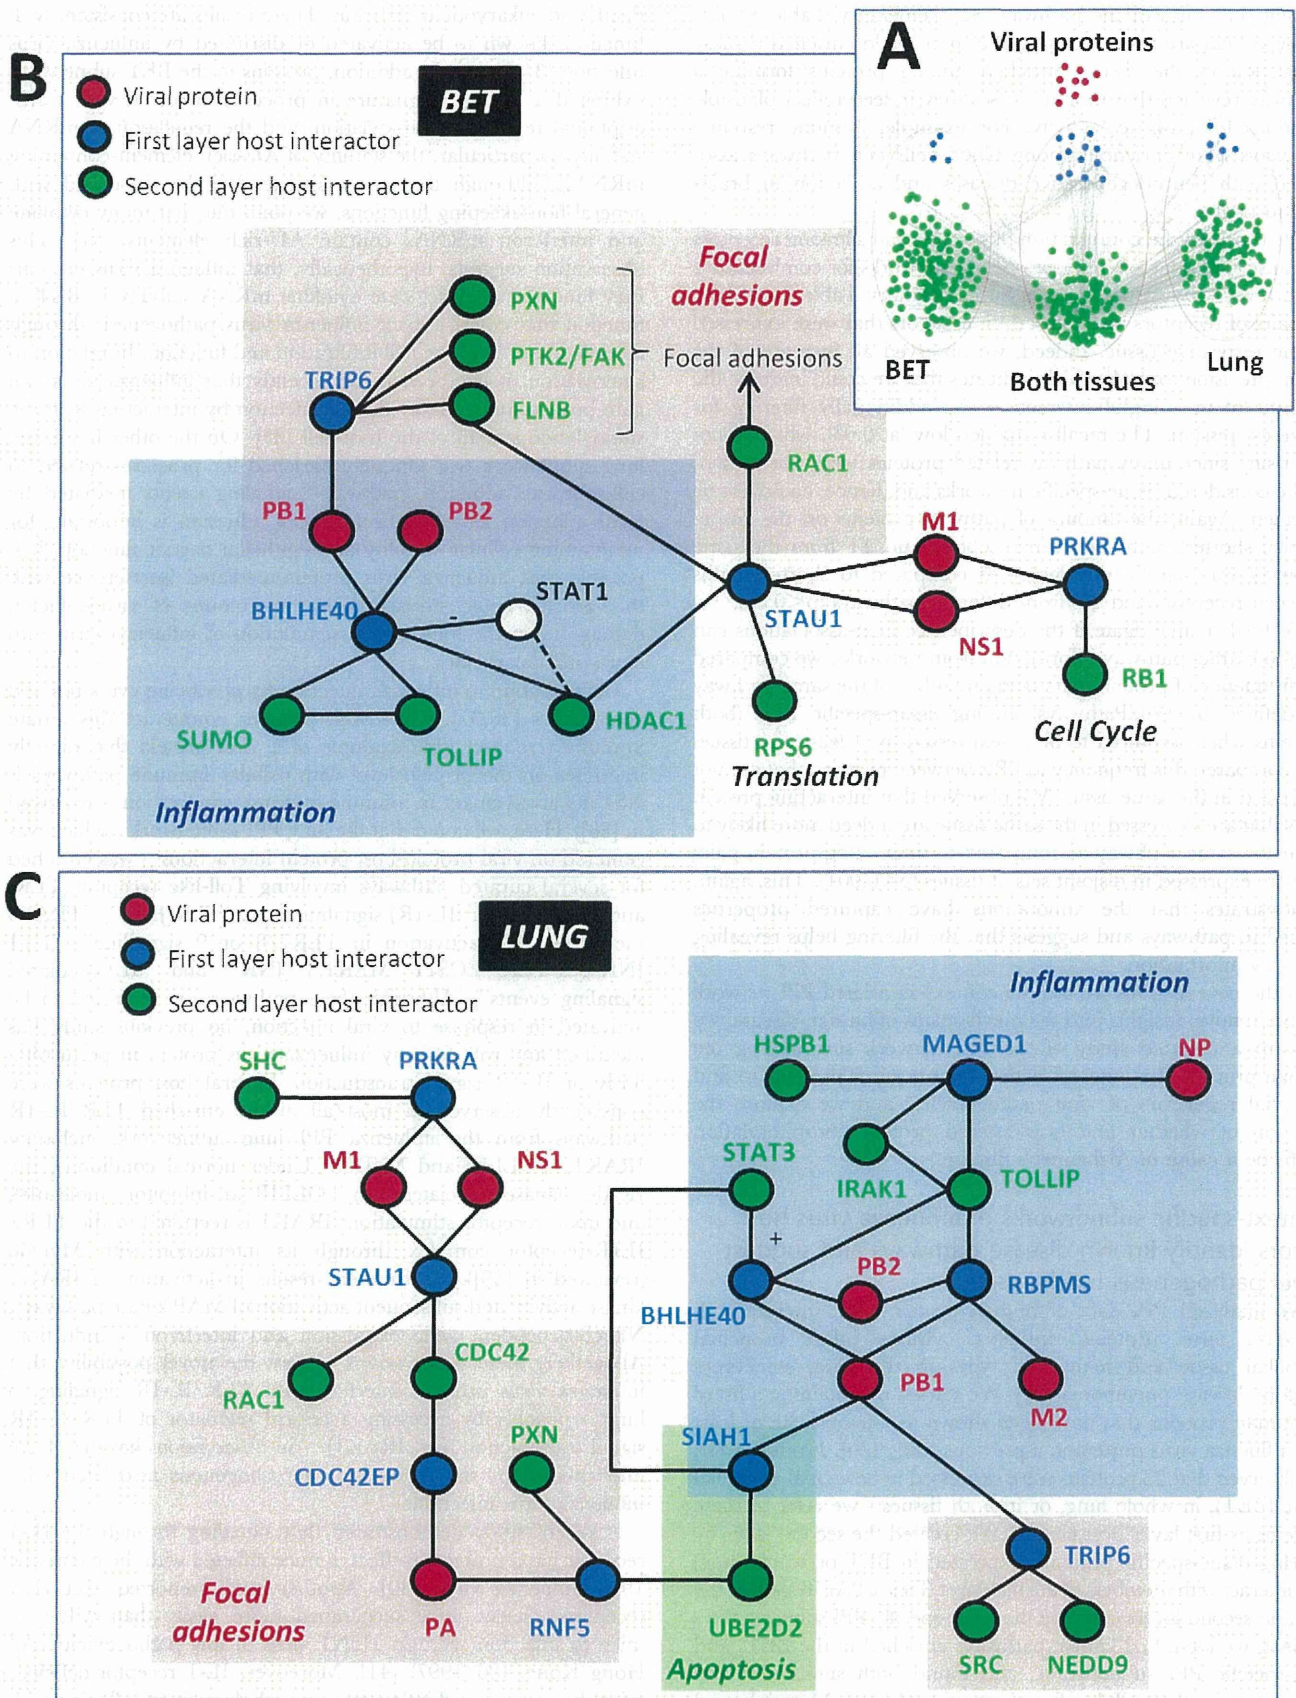 A
Viral proteins
BET
Both tissues
Lung
B
Viral protein
First layer host interactor
Second layer host interactor
BET
Focal
adhesions
PXN
PTK2/FAK
FLNB
Focal adhesions
TRIP6
RAC1
PB1
PB2
M1
PRKRA
BHLHE40
-
STAT1
STAU1
NS1
RB1
SUMO
TOLLIP
HDAC1
RPS6
Cell Cycle
Translation
Inflammation
C
Viral protein
First layer host interactor
Second layer host interactor
LUNG
Inflammation
SHC
PRKRA
HSPB1
MAGED1
NP
M1
NS1
STAT3
IRAK1
TOLLIP
STAU1
+
PB2
RBPMS
BHLHE40
CDC42
RAC1
PB1
M2
PXN
SIAH1
CDC42EP
TRIP6
Focal
adhesions
PA
RNF5
UBE2D2
SRC
NEDD9
Apoptosis